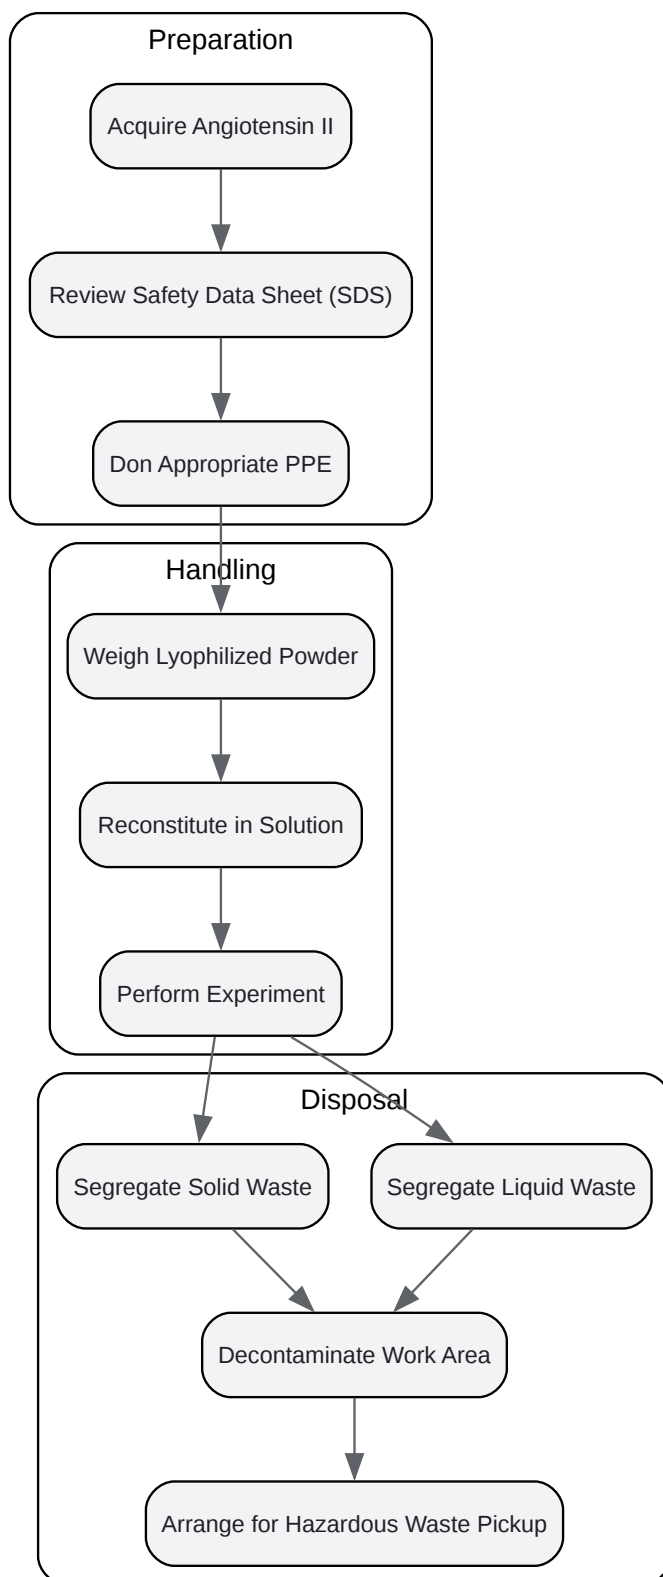 Preparation
Acquire Angiotensin II
Review Safety Data Sheet (SDS)
Don Appropriate PPE
Handling
Weigh Lyophilized Powder
Reconstitute in Solution
Perform Experiment
Disposal
Segregate Solid Waste
Segregate Liquid Waste
Decontaminate Work Area
Arrange for Hazardous Waste Pickup